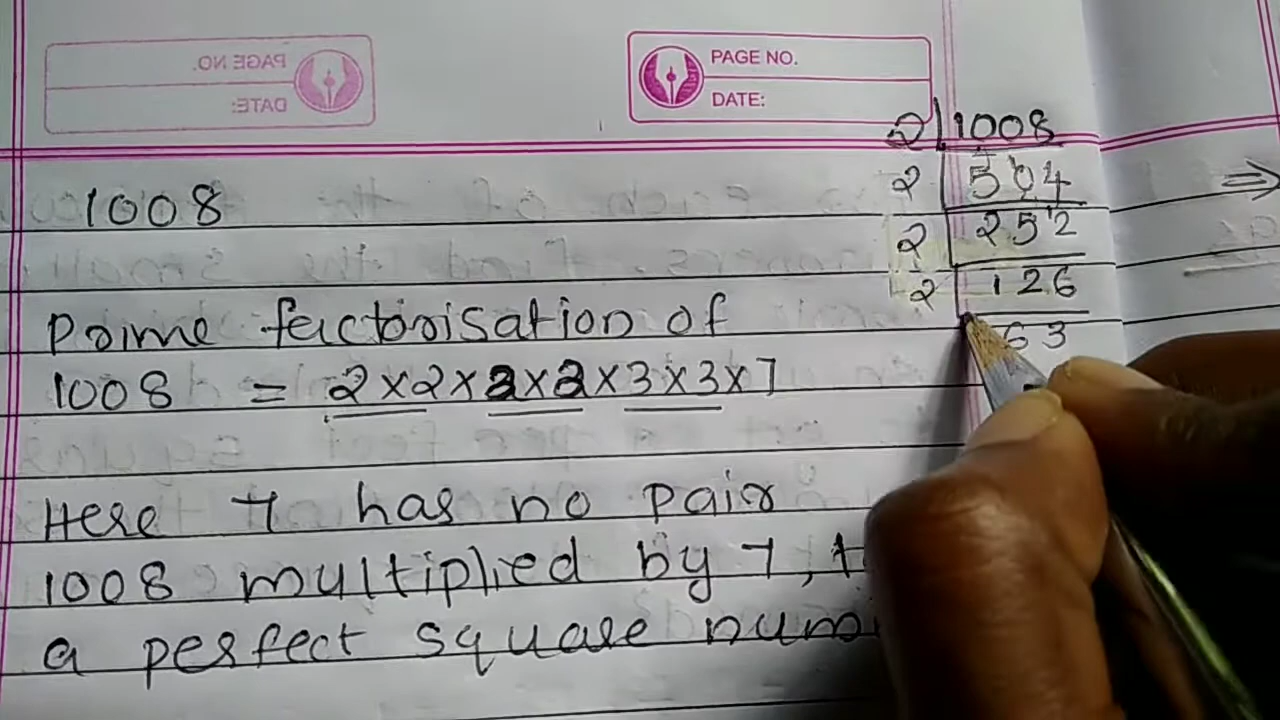 PAGE NO.
DATE:
PAGE NO.
DATE:
2 | 1008
2 | 504
2 | 252
2 | 126
63
1008
Prime factorisation of
1008 = 2×2×2×2×3×3×7
Here 7 has no pair
1008 multiplied by 7,
a perfect square